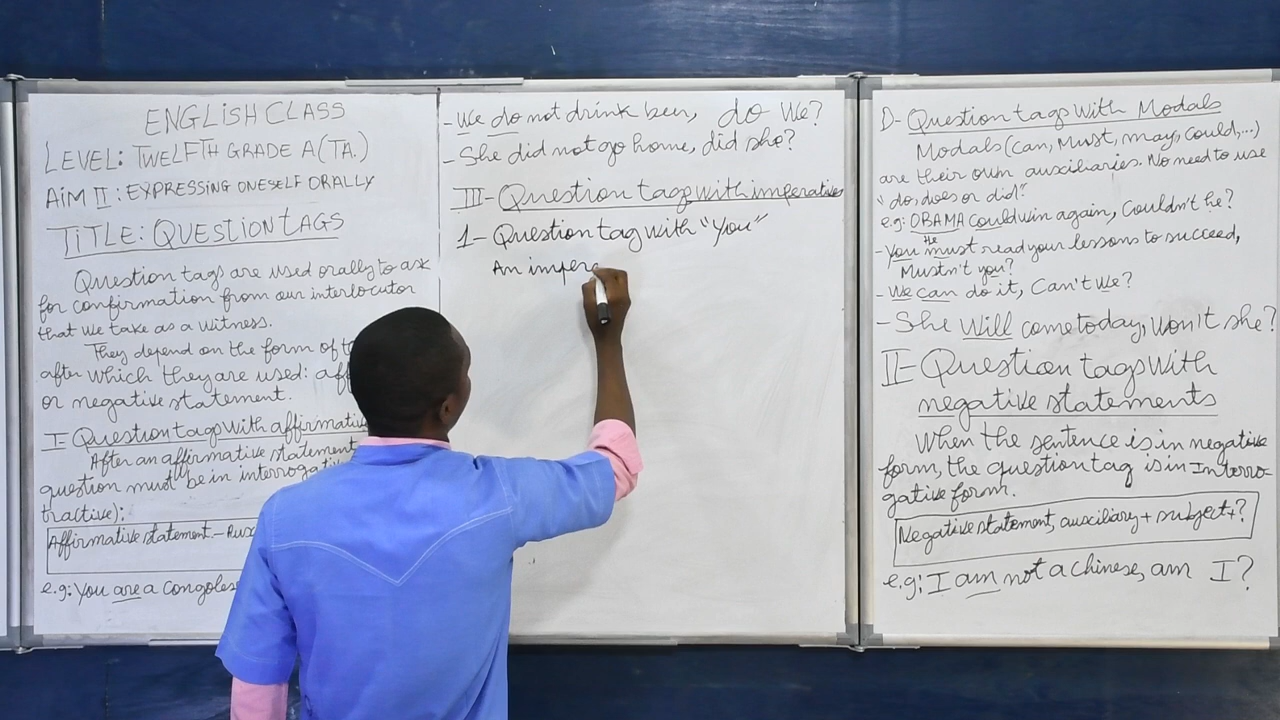 ENGLISH CLASS
LEVEL: TWELFTH GRADE A (TA.)
AIM II: EXPRESSING ONESELF ORALLY
TITLE: QUESTION TAGS
Question tags are used orally to ask
for confirmation from our interlocutor
that we take as a witness.
They depend on the form of
after which they are used:
or negative statement.
I- Question tags with affirmative
After an affirmative statement
question must be in interrogati
tractive):
Affirmative statement - Aux
e.g: You are a Congoles
- We do not drink beer, do we?
- She did not go home, did she?
III- Question tags with imperatives
1- Question tag with "You"
An impera
D- Question tags with Modals
Modals (can, Must, may, could,...)
are their own auxiliaries. No need to use
"do, does or did".
e.g: OBAMA could win again, Couldn't he?
he
- You must read your lessons to succeed,
Mustn't you?
- We can do it, Can't we?
- She will come today, won't she?
II- Question tags with
negative statements
When the sentence is in negative
form, the question tag is in Interro-
gative form.
Negative statement, auxiliary + subject+?
e.g: I am not a chinese, am I?